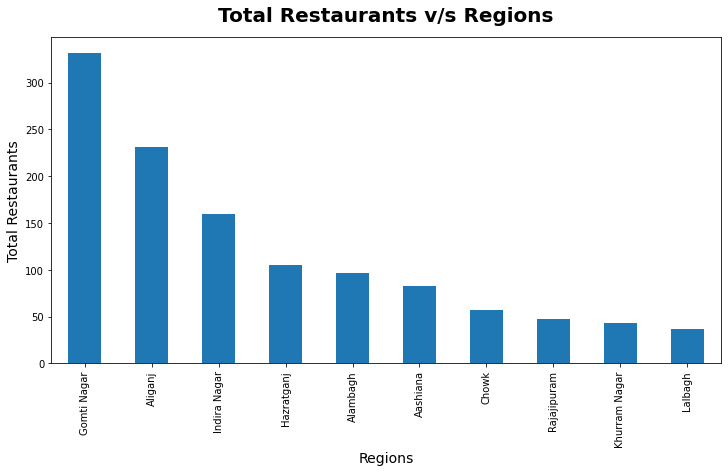 Total Restaurants v/s Regions
Total Restaurants
300
250
200
150
100
50
0
Gomti Nagar
Aliganj
Indira Nagar
Hazratganj
Alambagh
Aashiana
Chowk
Rajajipuram
Khurram Nagar
Lalbagh
Regions